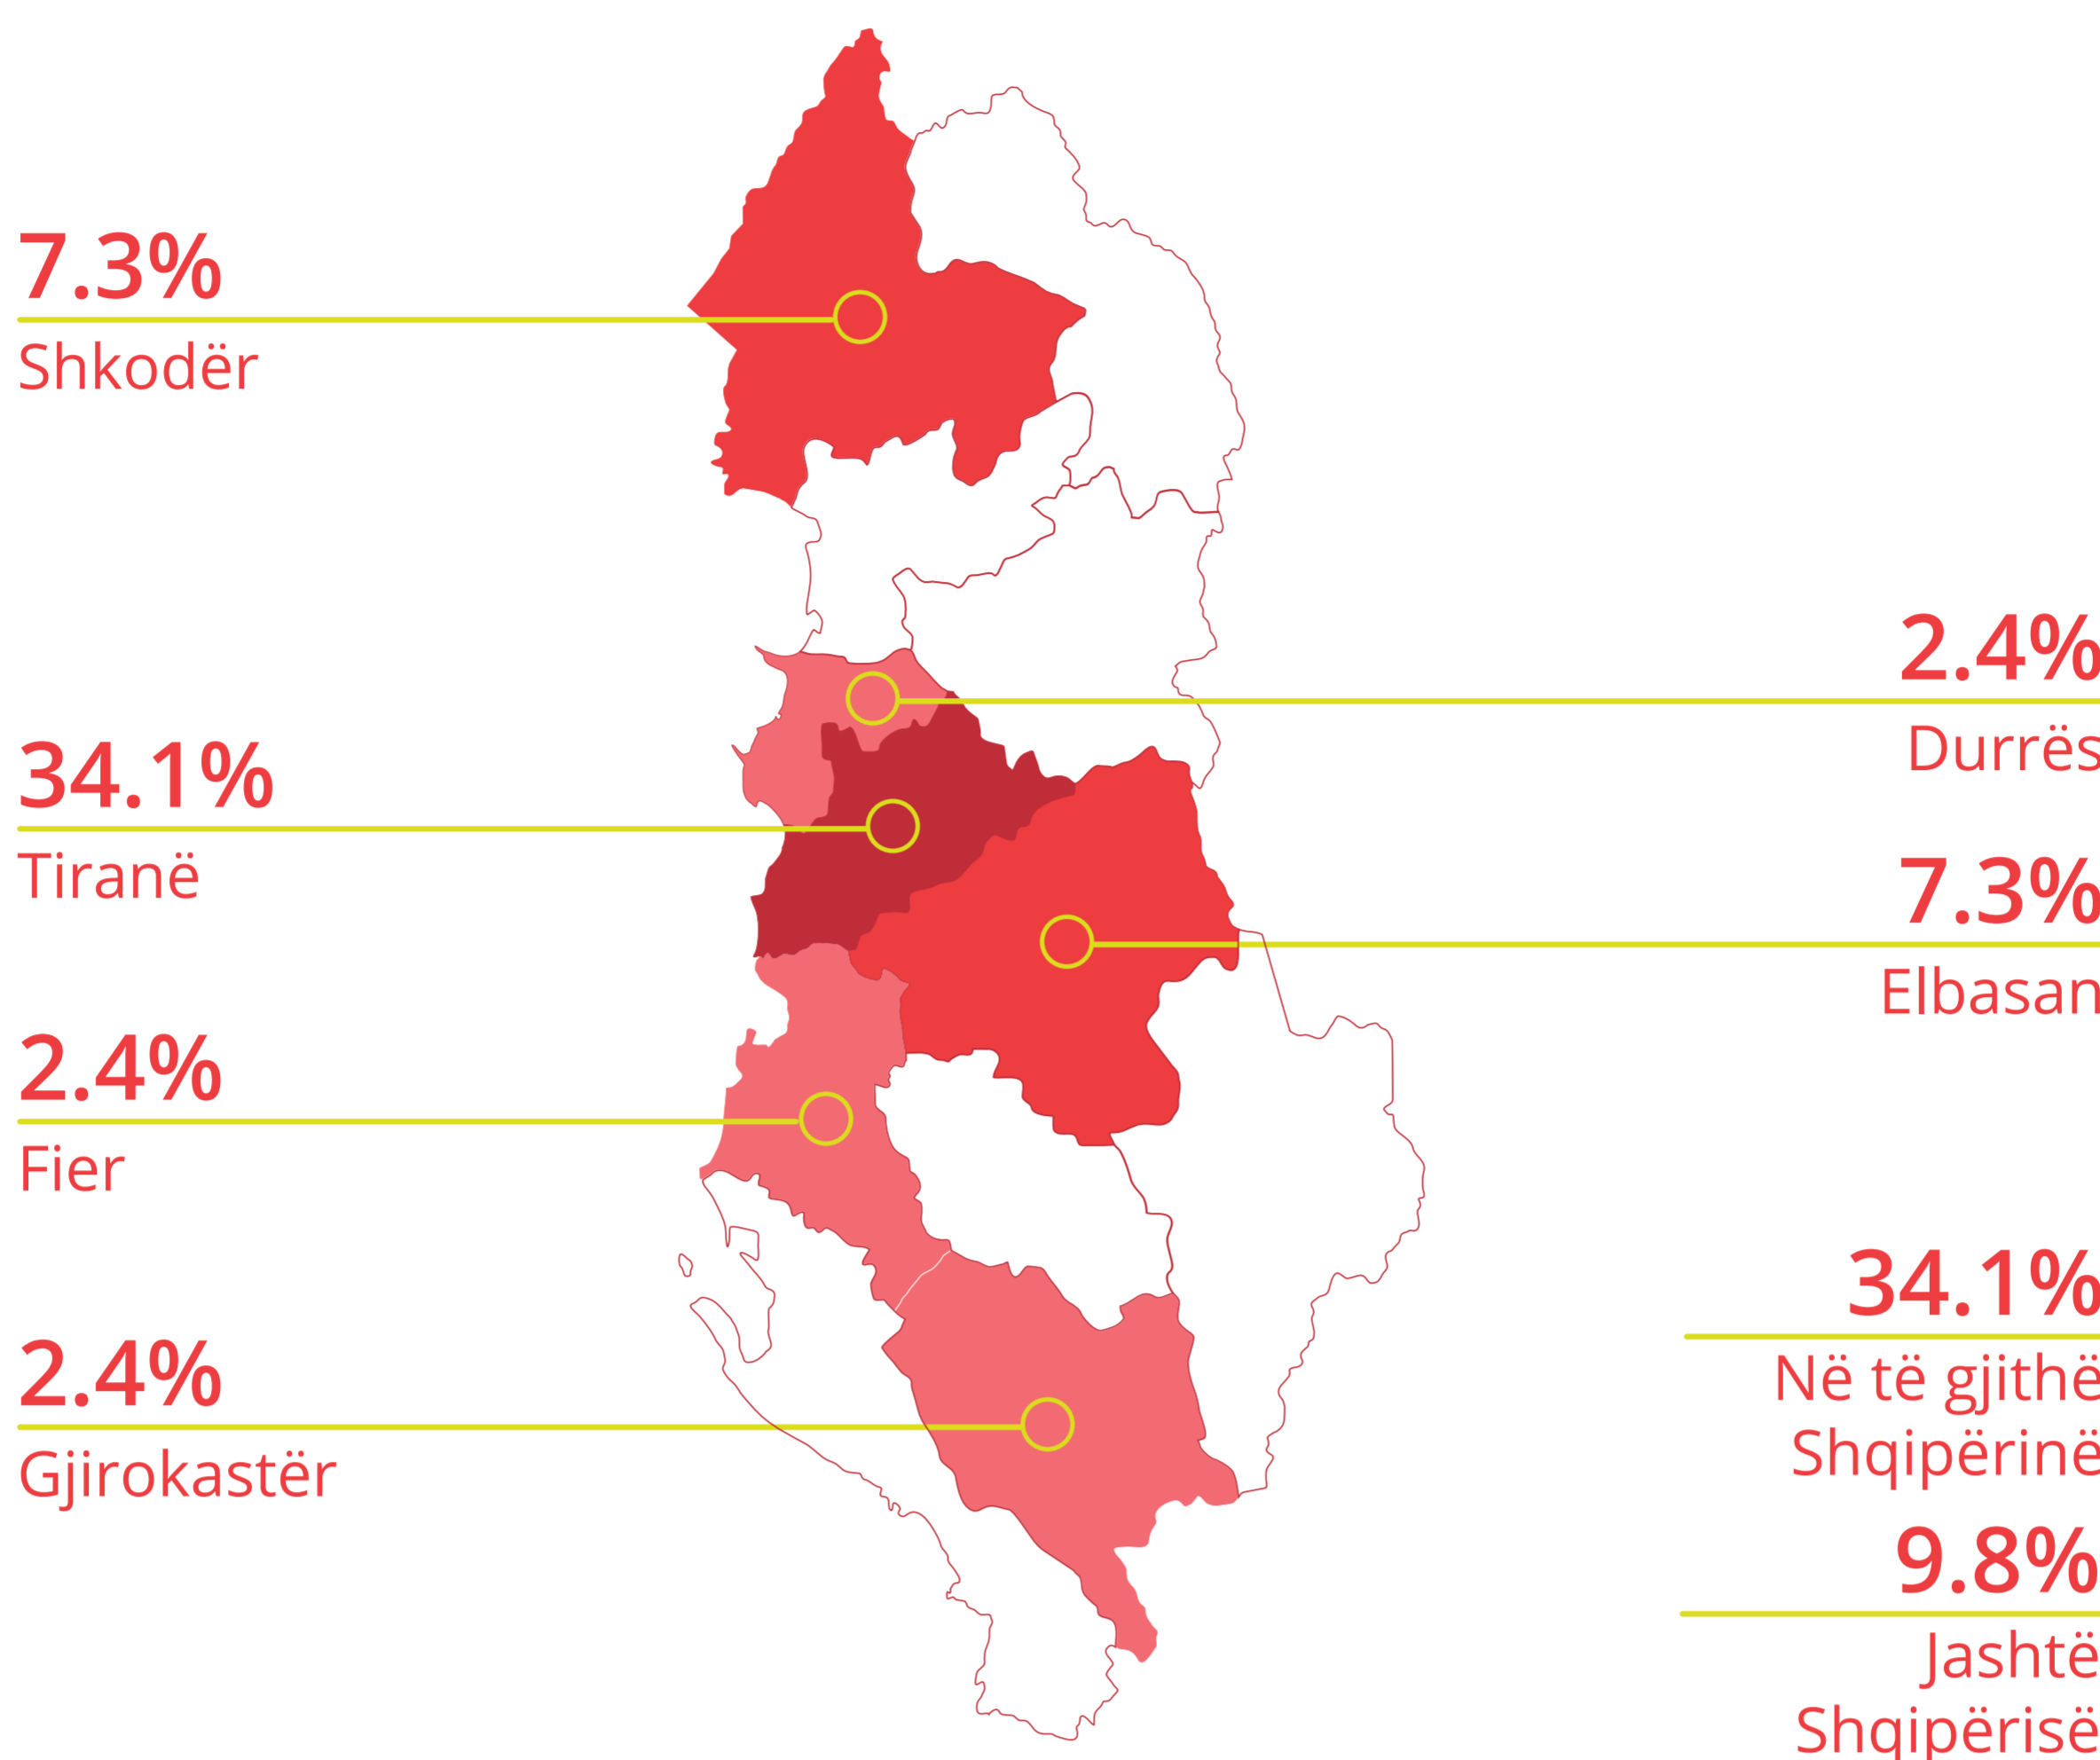 7.3%
Shkodër
34.1%
Tiranë
2.4%
Fier
2.4%
Gjirokastër
2.4%
Durrës
7.3%
Elbasan
34.1%
Në të gjithë
Shqipërinë
9.8%
Jashtë
Shqipërisë